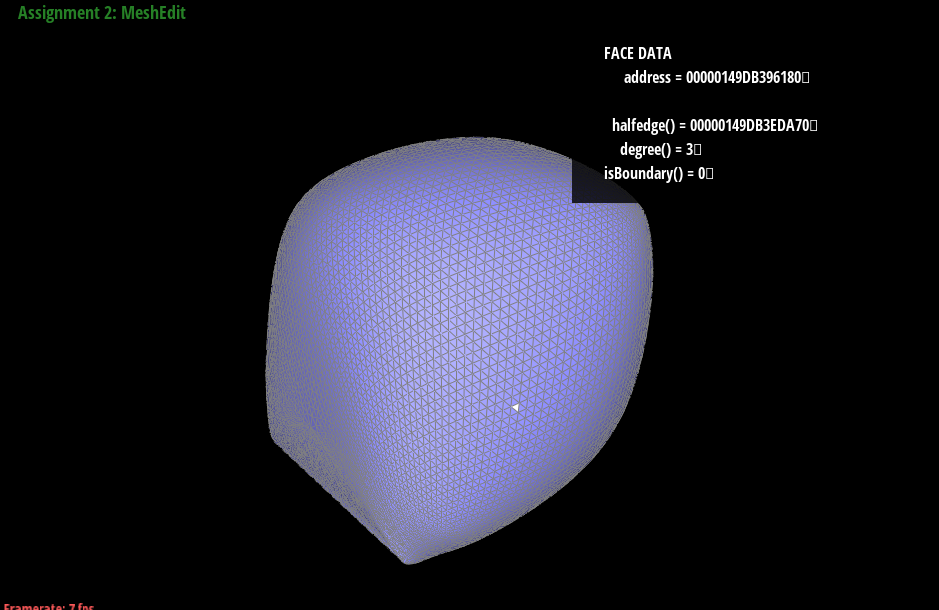 Assignment 2: MeshEdit
FACE DATA
address = 00000149DB396180
halfedge() = 00000149DB3EDA70
degree() = 3
isBoundary() = 0
Framerate: 7 fps